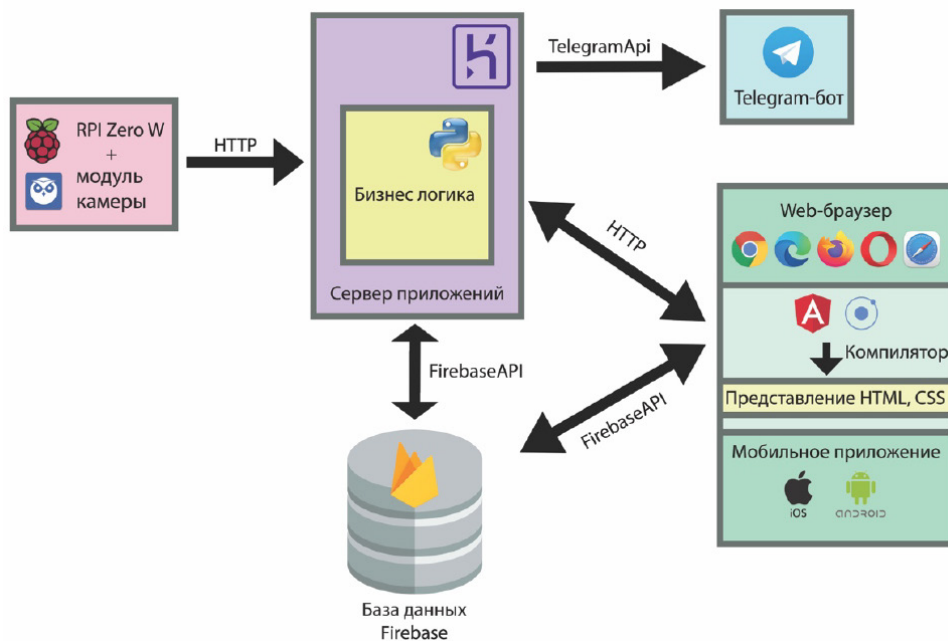 RPI Zero W
+
модуль
камеры
HTTP
Бизнес логика
Сервер приложений
TelegramApi
Telegram-бот
HTTP
Web-браузер
Компилятор
Представление HTML, CSS
Мобильное приложение
iOS
android
FirebaseAPI
FirebaseAPI
База данных
Firebase